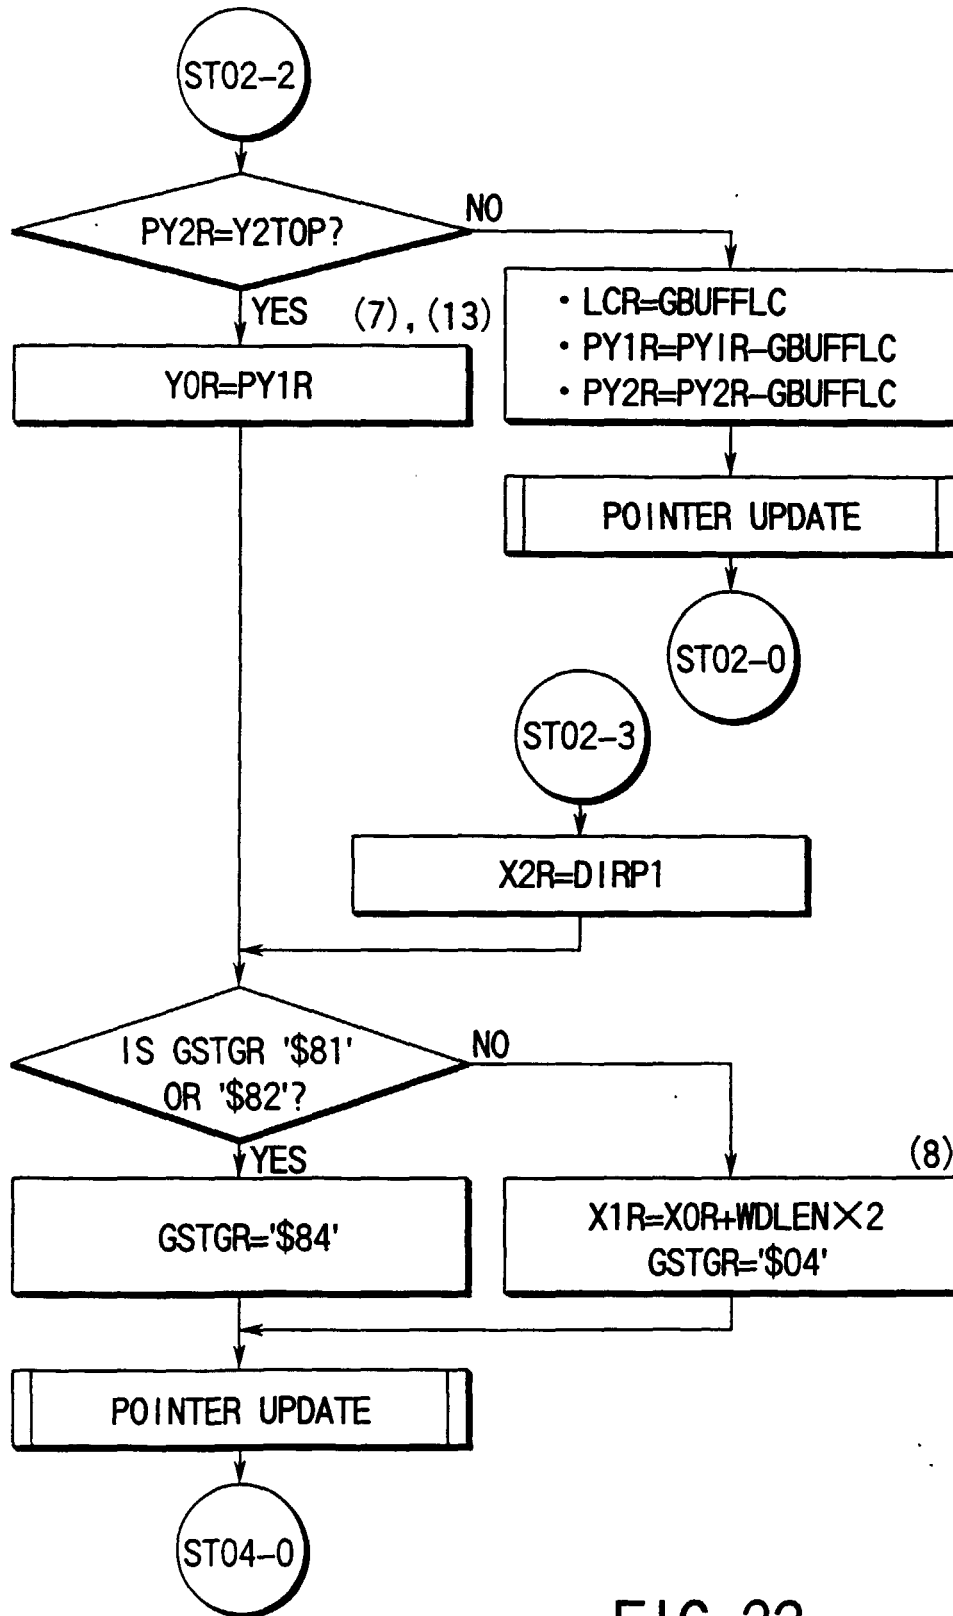 ST02-2
PY2R=Y2TOP?
NO
YES
(7), (13)
Y0R=PY1R
・LCR=GBUFFLC
・PY1R=PYIR-GBUFFLC
・PY2R=PY2R-GBUFFLC
POINTER UPDATE
ST02-0
ST02-3
X2R=DIRP1
IS GSTGR '$81'
OR '$82'?
NO
YES
(8)
GSTGR='$84'
X1R=X0R+WDLEN×2
GSTGR='$04'
POINTER UPDATE
ST04-0